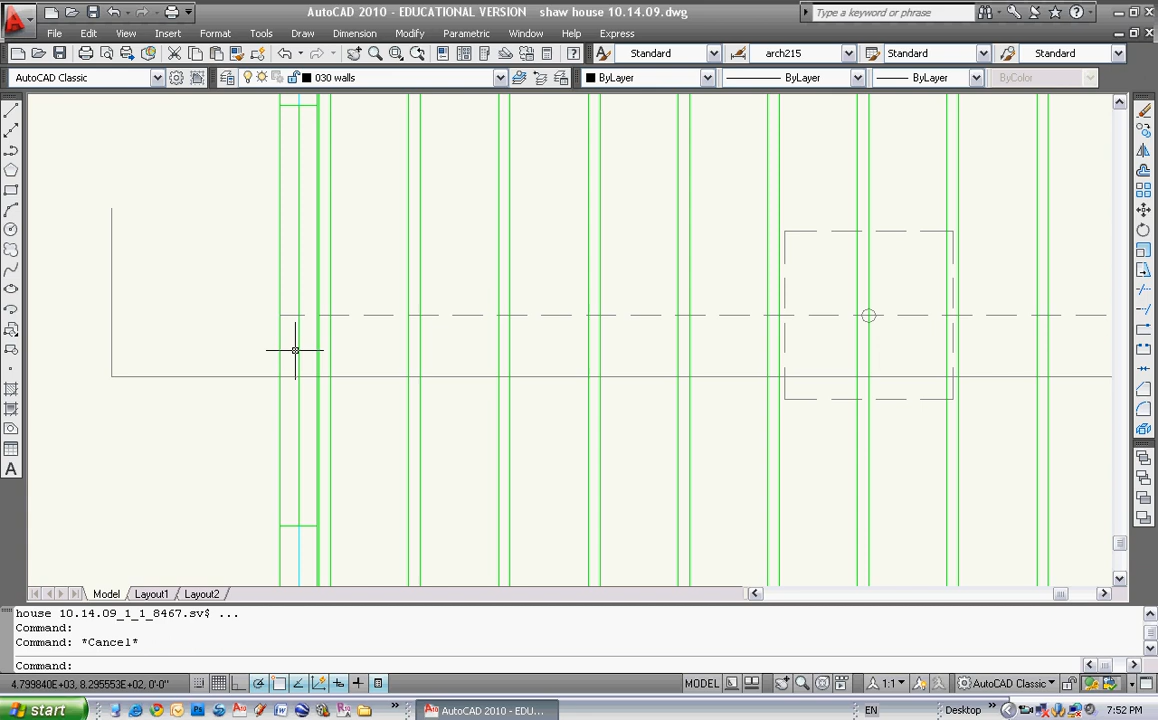 AutoCAD 2010 - EDUCATIONAL VERSION shaw house 10.14.09.dwg
Type a keyword or phrase
File Edit View Insert Format Tools Draw Dimension Modify Parametric Window Help Express
Standard arch215 Standard Standard
AutoCAD Classic 030 walls ByLayer ByLayer ByLayer ByColor
Model Layout1 Layout2
house 10.14.09_1_1_8467.sv$ ...
Command:
Command: *Cancel*
Command:
4.799840E+03, 8.295553E+02, 0'-0" MODEL 1:1 AutoCAD Classic
start AutoCAD 2010 - EDU... EN Desktop 7:52 PM